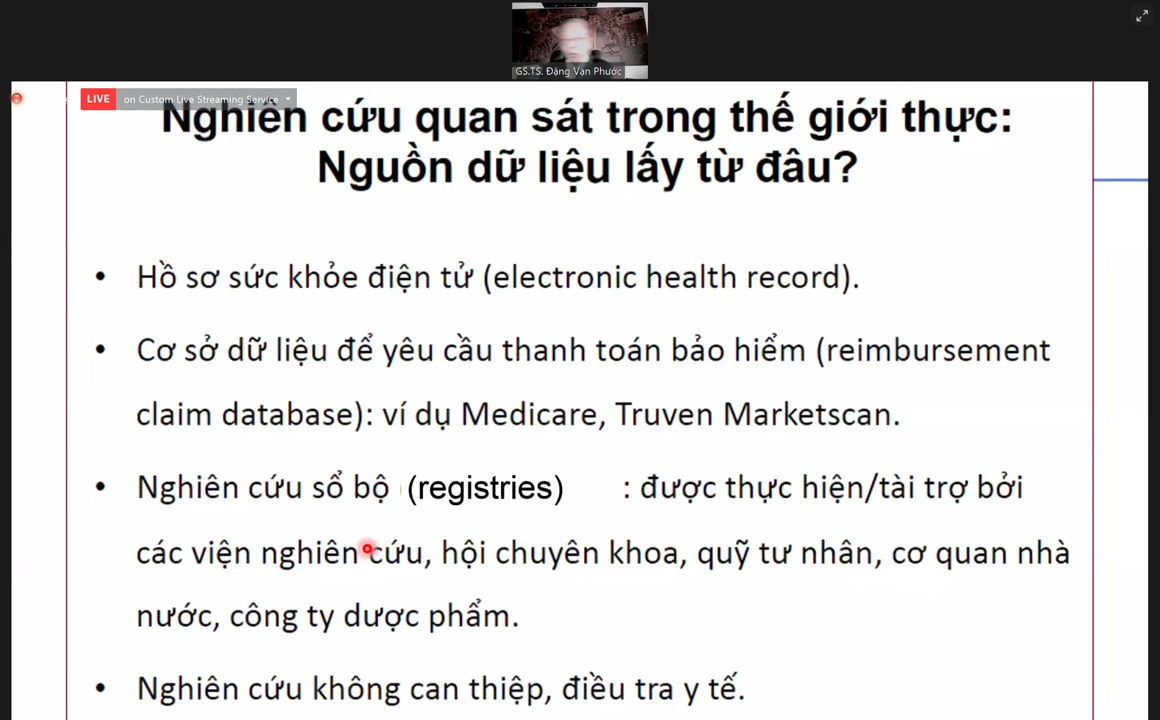 GS.TS. Đặng Vạn Phước
LIVE on Custom Live Streaming Service
Nghiên cứu quan sát trong thế giới thực:
Nguồn dữ liệu lấy từ đâu?
• Hồ sơ sức khỏe điện tử (electronic health record).
• Cơ sở dữ liệu để yêu cầu thanh toán bảo hiểm (reimbursement
claim database): ví dụ Medicare, Truven Marketscan.
• Nghiên cứu sổ bộ (registries) : được thực hiện/tài trợ bởi
các viện nghiên cứu, hội chuyên khoa, quỹ tư nhân, cơ quan nhà
nước, công ty dược phẩm.
• Nghiên cứu không can thiệp, điều tra y tế.